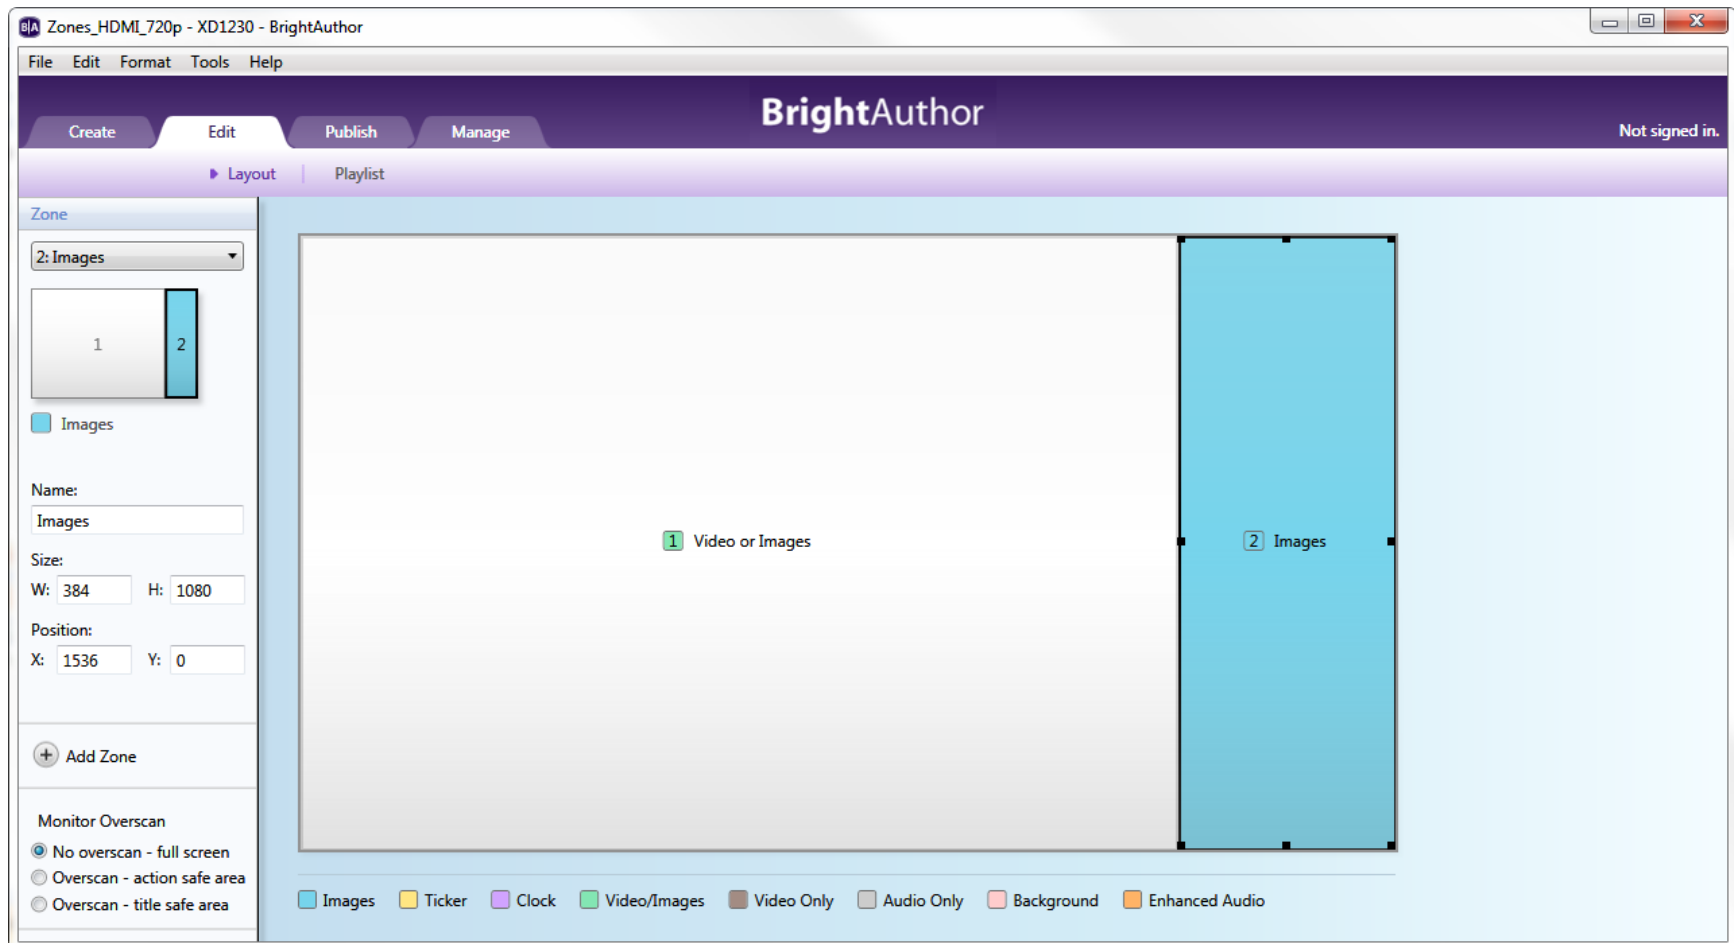 B|A Zones_HDMI_720p - XD1230 - BrightAuthor
File Edit Format Tools Help
BrightAuthor
Create Edit Publish Manage
Not signed in.
Layout Playlist
Zone
2: Images
1 2
Images
Name:
Images
Size:
W: 384 H: 1080
Position:
X: 1536 Y: 0
Add Zone
Monitor Overscan
No overscan - full screen
Overscan - action safe area
Overscan - title safe area
1 Video or Images
2 Images
Images Ticker Clock Video/Images Video Only Audio Only Background Enhanced Audio